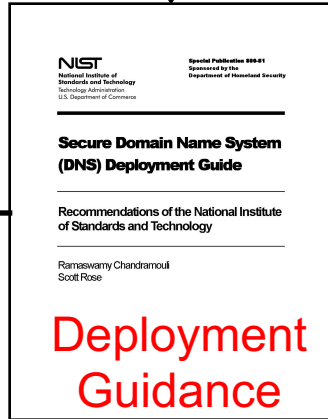 NIST
National Institute of
Standards and Technology
Technology Administration
U.S. Department of Commerce
Special Publication 800-81
Sponsored by the
Department of Homeland Security
Secure Domain Name System
(DNS) Deployment Guide
Recommendations of the National Institute
of Standards and Technology
Ramaswamy Chandramouli
Scott Rose
Deployment
Guidance